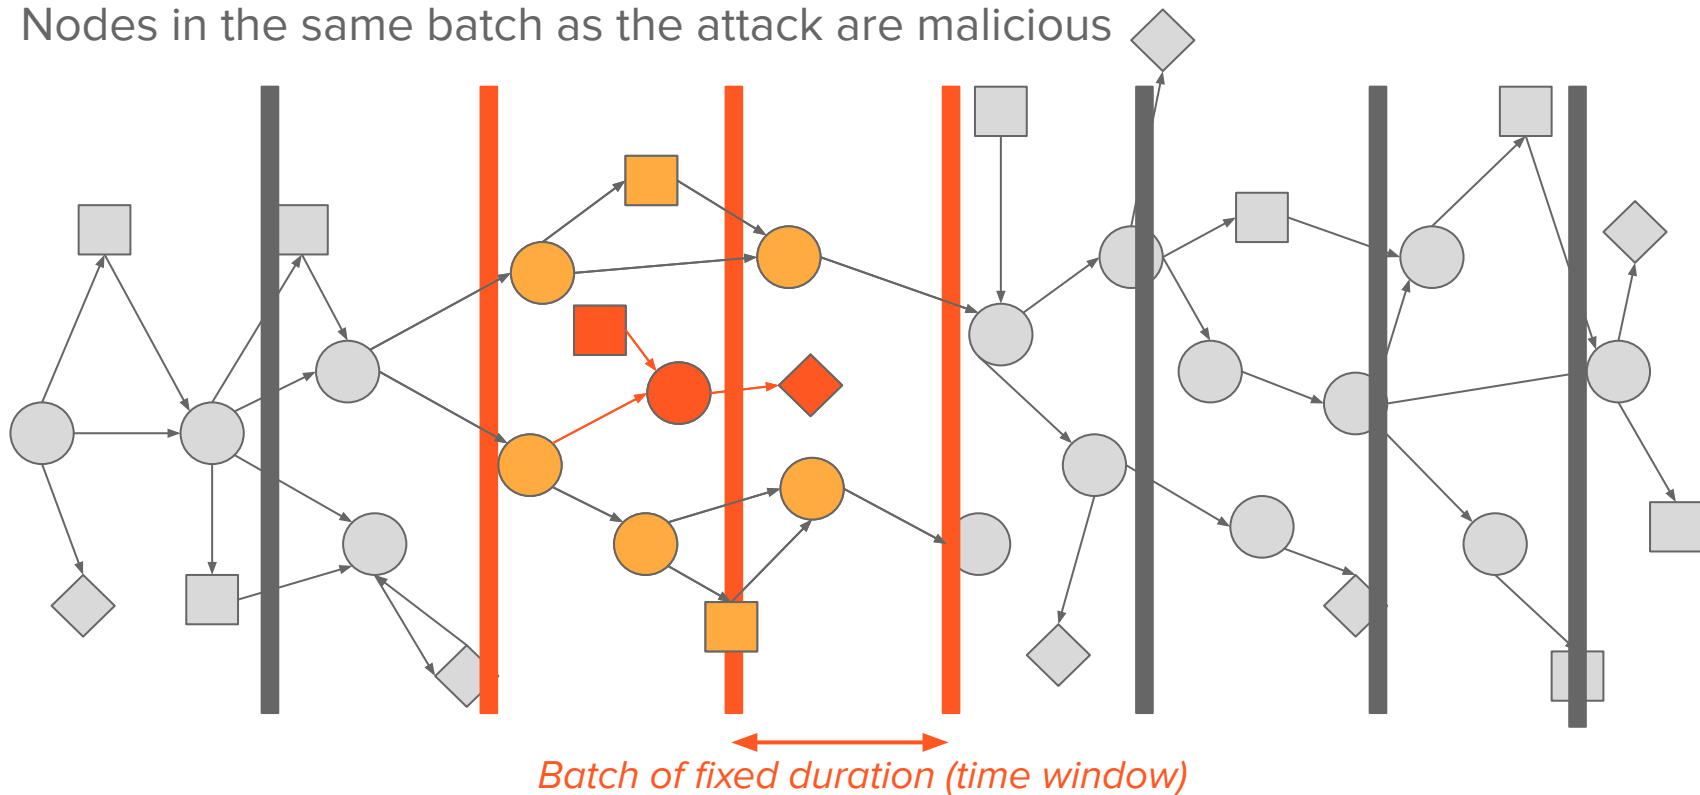 Nodes in the same batch as the attack are malicious
Batch of fixed duration (time window)